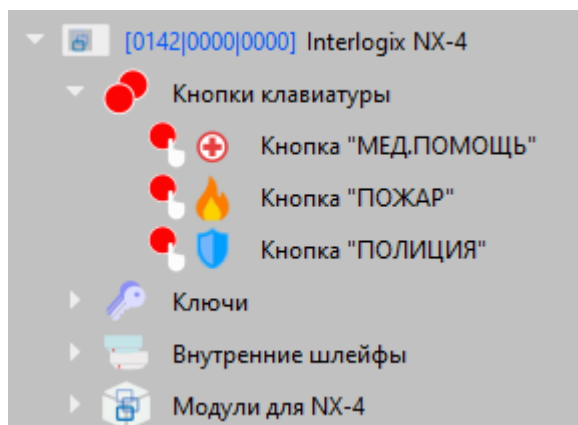 [0142|0000|0000] Interlogix NX-4
Кнопки клавиатуры
Кнопка "МЕД.ПОМОЩЬ"
Кнопка "ПОЖАР"
Кнопка "ПОЛИЦИЯ"
Ключи
Внутренние шлейфы
Модули для NX-4